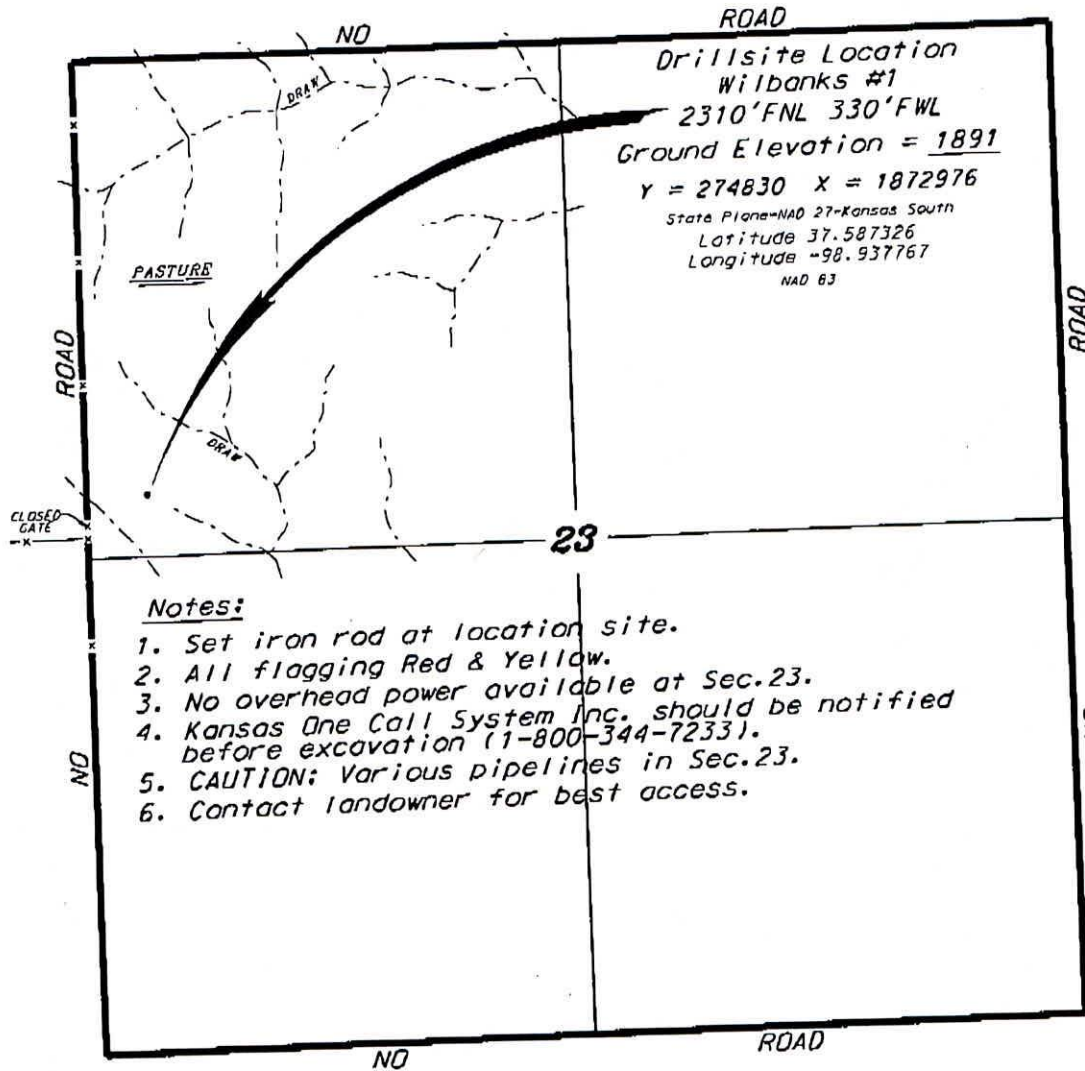 NO ROAD
Drillsite Location
Wilbanks #1
2310'FNL 330'FWL
Ground Elevation = 1891
Y = 274830 X = 1872976
State Plane-NAD 27-Kansas South
Latitude 37.587326
Longitude -98.937767
NAD 83
DRAW
PASTURE
ROAD
ROAD
DRAW
CLOSED
GATE
23
Notes:
1. Set iron rod at location site.
2. All flagging Red & Yellow.
3. No overhead power available at Sec.23.
4. Kansas One Call System Inc. should be notified
before excavation (1-800-344-7233).
5. CAUTION: Various pipelines in Sec.23.
6. Contact landowner for best access.
NO
NO ROAD